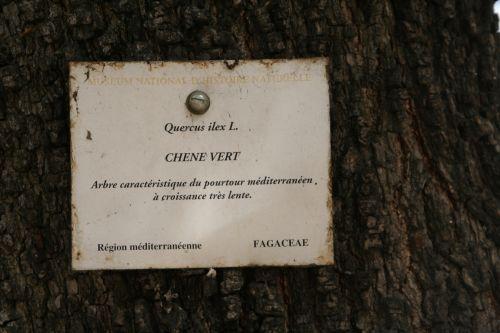 MUSEUM NATIONAL D'HISTOIRE NATURELLE
Quercus ilex L.
CHENE VERT
Arbre caractéristique du pourtour méditerranéen,
à croissance très lente.
Région méditerranéenne FAGACEAE